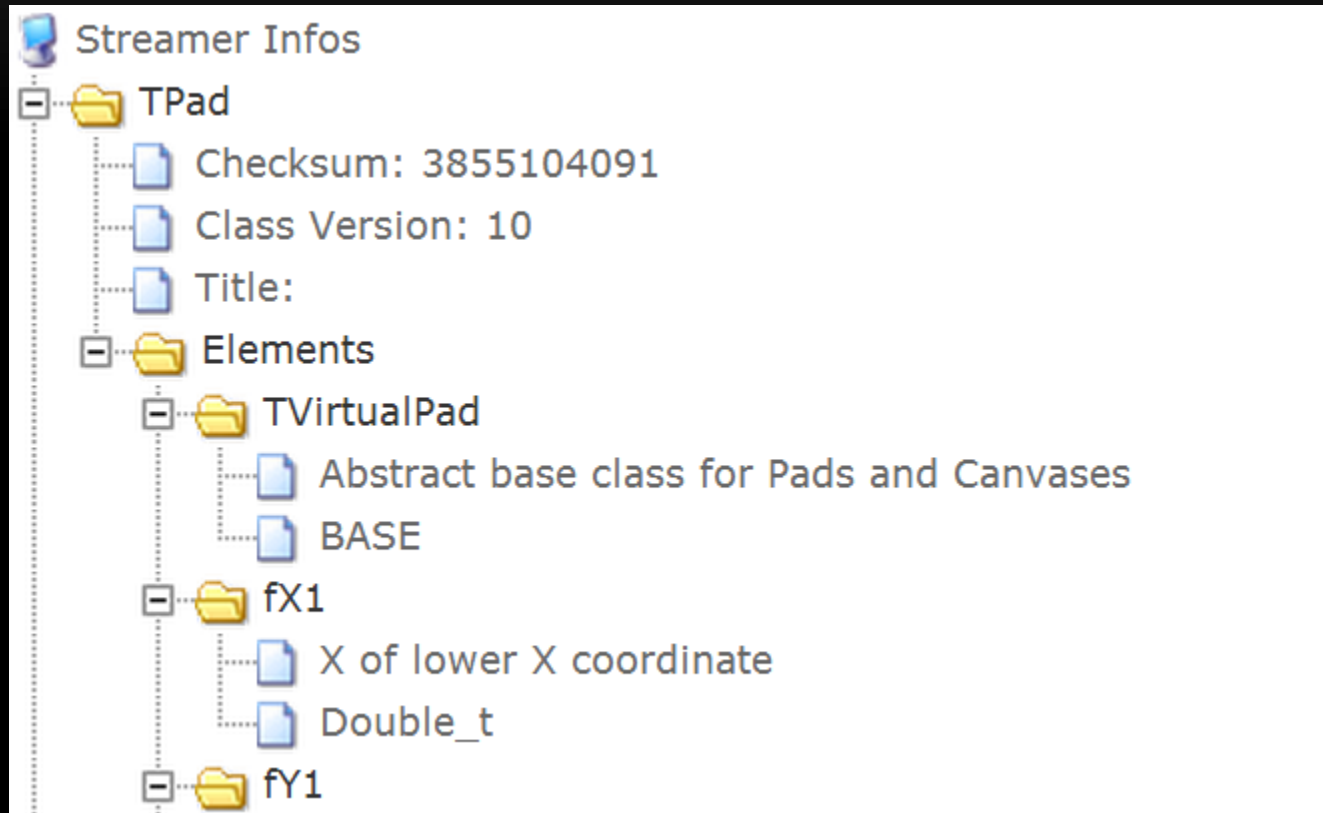 Streamer Infos
TPad
Checksum: 3855104091
Class Version: 10
Title:
Elements
TVirtualPad
Abstract base class for Pads and Canvases
BASE
fX1
X of lower X coordinate
Double_t
fY1